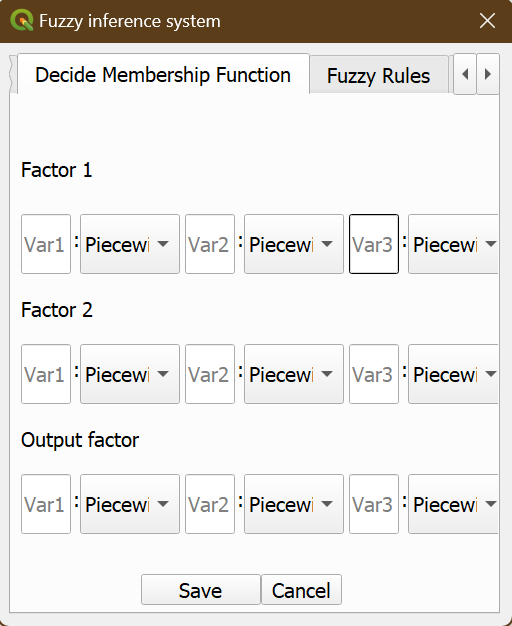 Fuzzy inference system
Decide Membership Function Fuzzy Rules
Factor 1
Var1 : Piecewi Var2 : Piecewi Var3 : Piecewi
Factor 2
Var1 : Piecewi Var2 : Piecewi Var3 : Piecewi
Output factor
Var1 : Piecewi Var2 : Piecewi Var3 : Piecewi
Save Cancel